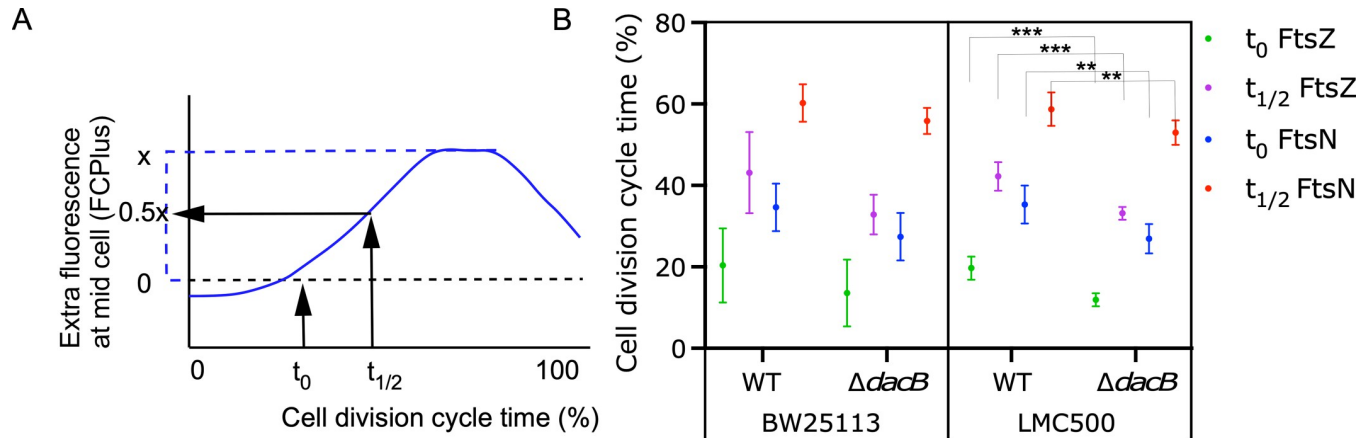 A
Extra fluorescence
at mid cell (FCPlus)
x
0.5x
0
0
t0
t1/2
100
Cell division cycle time (%)
B
Cell division cycle time (%)
80
60
40
20
0
***
***
**
**
WT
ΔdacB
WT
ΔdacB
BW25113
LMC500
t0 FtsZ
t1/2 FtsZ
t0 FtsN
t1/2 FtsN